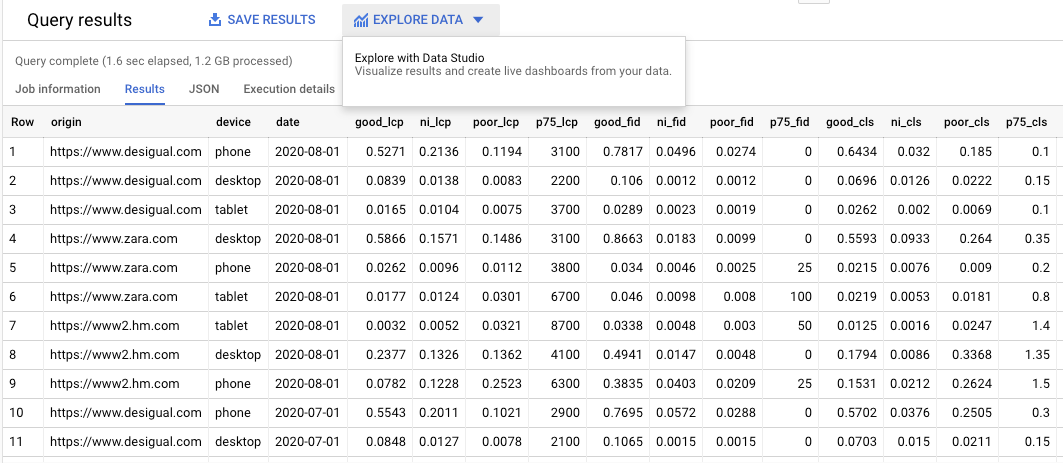 Query results SAVE RESULTS EXPLORE DATA
Explore with Data Studio
Query complete (1.6 sec elapsed, 1.2 GB processed)
Visualize results and create live dashboards from your data.
Job information Results JSON Execution details
Row origin device date good_lcp ni_lcp poor_lcp p75_lcp good_fid ni_fid poor_fid p75_fid good_cls ni_cls poor_cls p75_cls
1 https://www.desigual.com phone 2020-08-01 0.5271 0.2136 0.1194 3100 0.7817 0.0496 0.0274 0 0.6434 0.032 0.185 0.1
2 https://www.desigual.com desktop 2020-08-01 0.0839 0.0138 0.0083 2200 0.106 0.0012 0.0012 0 0.0696 0.0126 0.0222 0.15
3 https://www.desigual.com tablet 2020-08-01 0.0165 0.0104 0.0075 3700 0.0289 0.0023 0.0019 0 0.0262 0.002 0.0069 0.1
4 https://www.zara.com desktop 2020-08-01 0.5866 0.1571 0.1486 3100 0.8663 0.0183 0.0099 0 0.5593 0.0933 0.264 0.35
5 https://www.zara.com phone 2020-08-01 0.0262 0.0096 0.0112 3800 0.034 0.0046 0.0025 25 0.0215 0.0076 0.009 0.2
6 https://www.zara.com tablet 2020-08-01 0.0177 0.0124 0.0301 6700 0.046 0.0098 0.008 100 0.0219 0.0053 0.0181 0.8
7 https://www2.hm.com tablet 2020-08-01 0.0032 0.0052 0.0321 8700 0.0338 0.0048 0.003 50 0.0125 0.0016 0.0247 1.4
8 https://www2.hm.com desktop 2020-08-01 0.2377 0.1326 0.1362 4100 0.4941 0.0147 0.0048 0 0.1794 0.0086 0.3368 1.35
9 https://www2.hm.com phone 2020-08-01 0.0782 0.1228 0.2523 6300 0.3835 0.0403 0.0209 25 0.1531 0.0212 0.2624 1.5
10 https://www.desigual.com phone 2020-07-01 0.5543 0.2011 0.1021 2900 0.7695 0.0572 0.0288 0 0.5702 0.0376 0.2505 0.3
11 https://www.desigual.com desktop 2020-07-01 0.0848 0.0127 0.0078 2100 0.1065 0.0015 0.0015 0 0.0703 0.015 0.0211 0.15